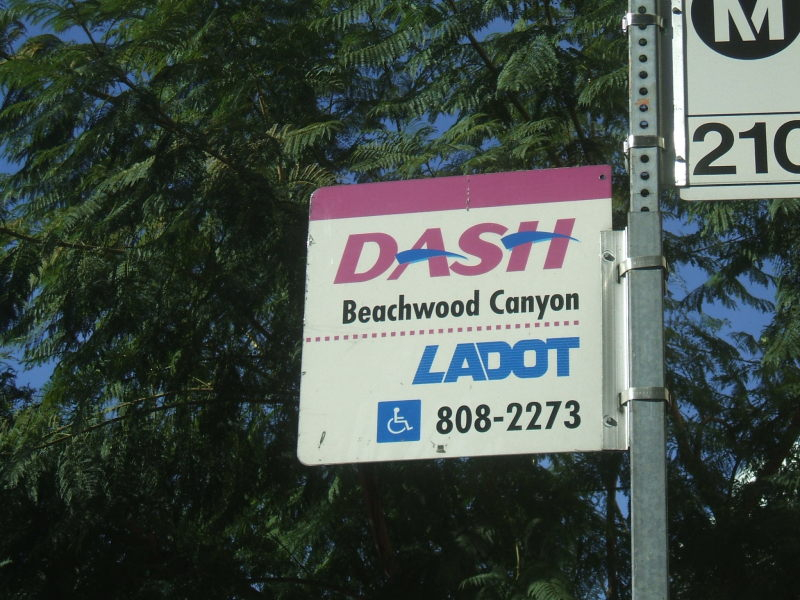 DASH
Beachwood Canyon
LADOT
808-2273
M
210